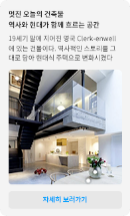 멋진 오늘의 건축물
역사와 현대가 함께 흐르는 공간
19세기 말에 지어진 영국 Clerk-enwell
에 있는 건물이다. 역사적인 스토리를 그
대로 담아 현대식 주택으로 변화시켰다
자세히 보러가기